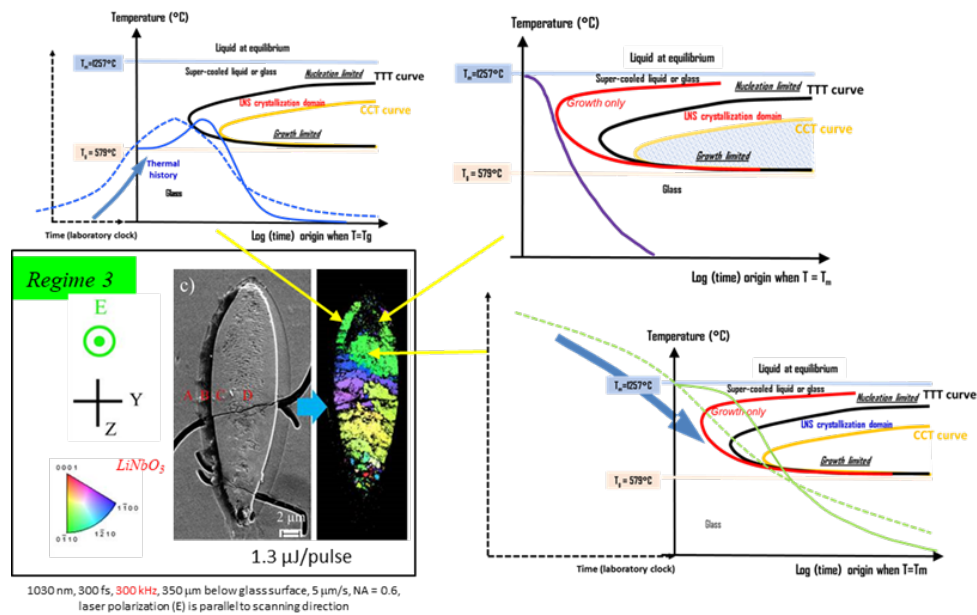 Temperature (°C)
Liquid at equilibrium
Tm=1257°C
Super-cooled liquid or glass
Nucleation limited
TTT curve
LNS crystallization domain
CCT curve
Growth limited
Tg = 579°C
Thermal
history
Glass
Time (laboratory clock)
Log (time) origin when T=Tg
Temperature (°C)
Liquid at equilibrium
Tm=1257°C
Super-cooled liquid or glass
Nucleation limited
TTT curve
Growth only
LNS crystallization domain
CCT curve
Growth limited
Tg = 579°C
Glass
Log (time) origin when T = Tm
Regime 3
E
Y
Z
LiNbO3
0001
1-100
01-10
1-210
c)
A B C D
2 µm
1.3 µJ/pulse
1030 nm, 300 fs, 300 kHz, 350 µm below glass surface, 5 µm/s, NA = 0.6,
laser polarization (E) is parallel to scanning direction
Temperature (°C)
Liquid at equilibrium
Tm=1257°C
Super-cooled liquid or glass
Nucleation limited
TTT curve
Growth only
LNS crystallization domain
CCT curve
Growth limited
Tg = 579°C
Glass
Time (laboratory clock)
Log (time) origin when T=Tm